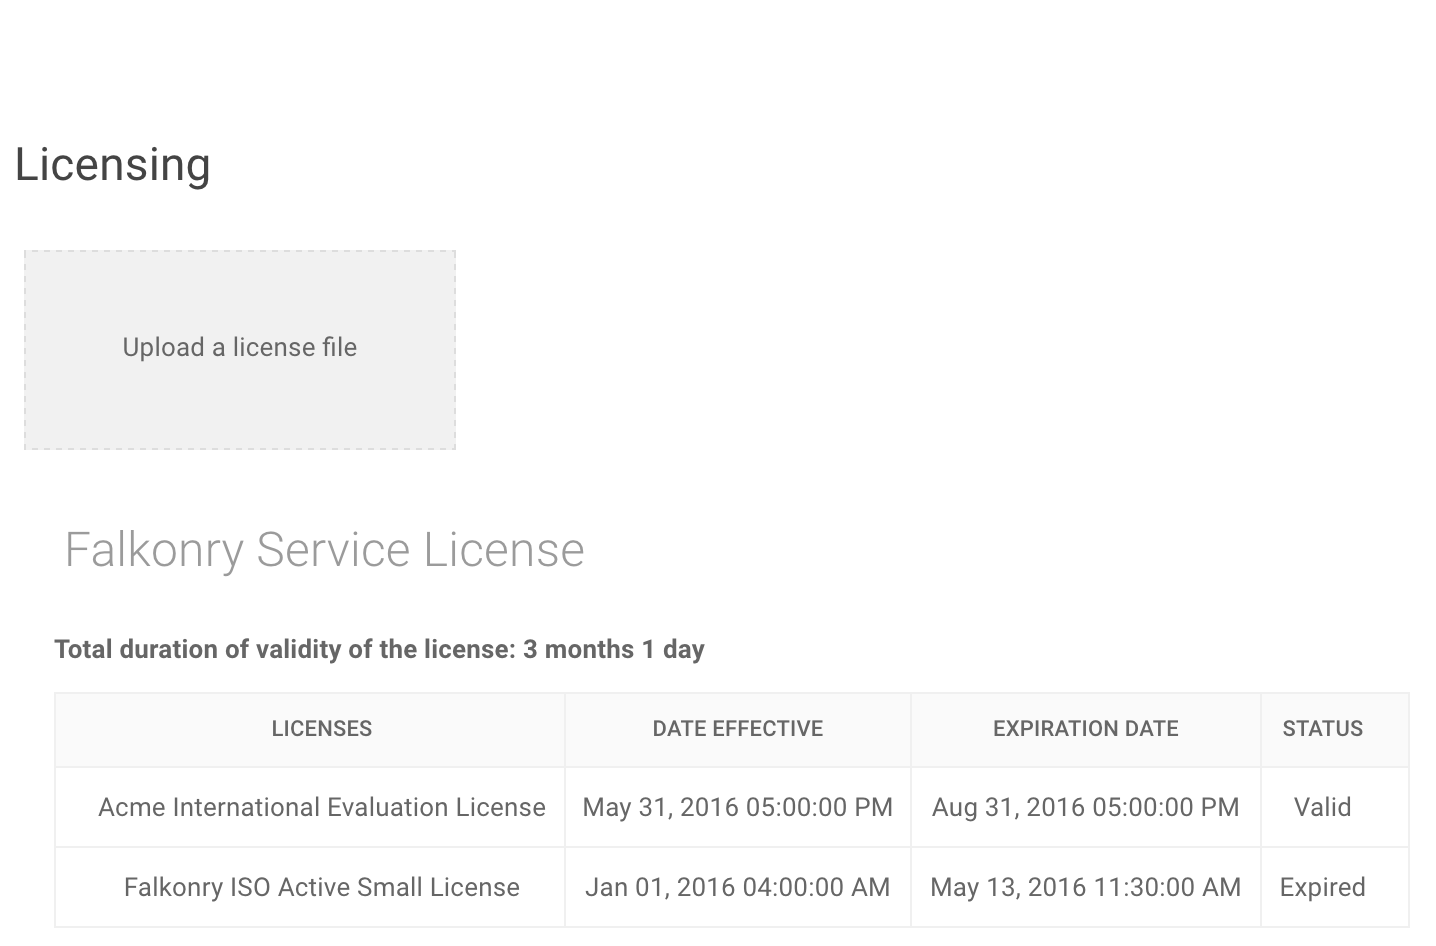 Licensing
Upload a license file
Falkonry Service License
Total duration of validity of the license: 3 months 1 day
LICENSES DATE EFFECTIVE EXPIRATION DATE STATUS
Acme International Evaluation License May 31, 2016 05:00:00 PM Aug 31, 2016 05:00:00 PM Valid
Falkonry ISO Active Small License Jan 01, 2016 04:00:00 AM May 13, 2016 11:30:00 AM Expired